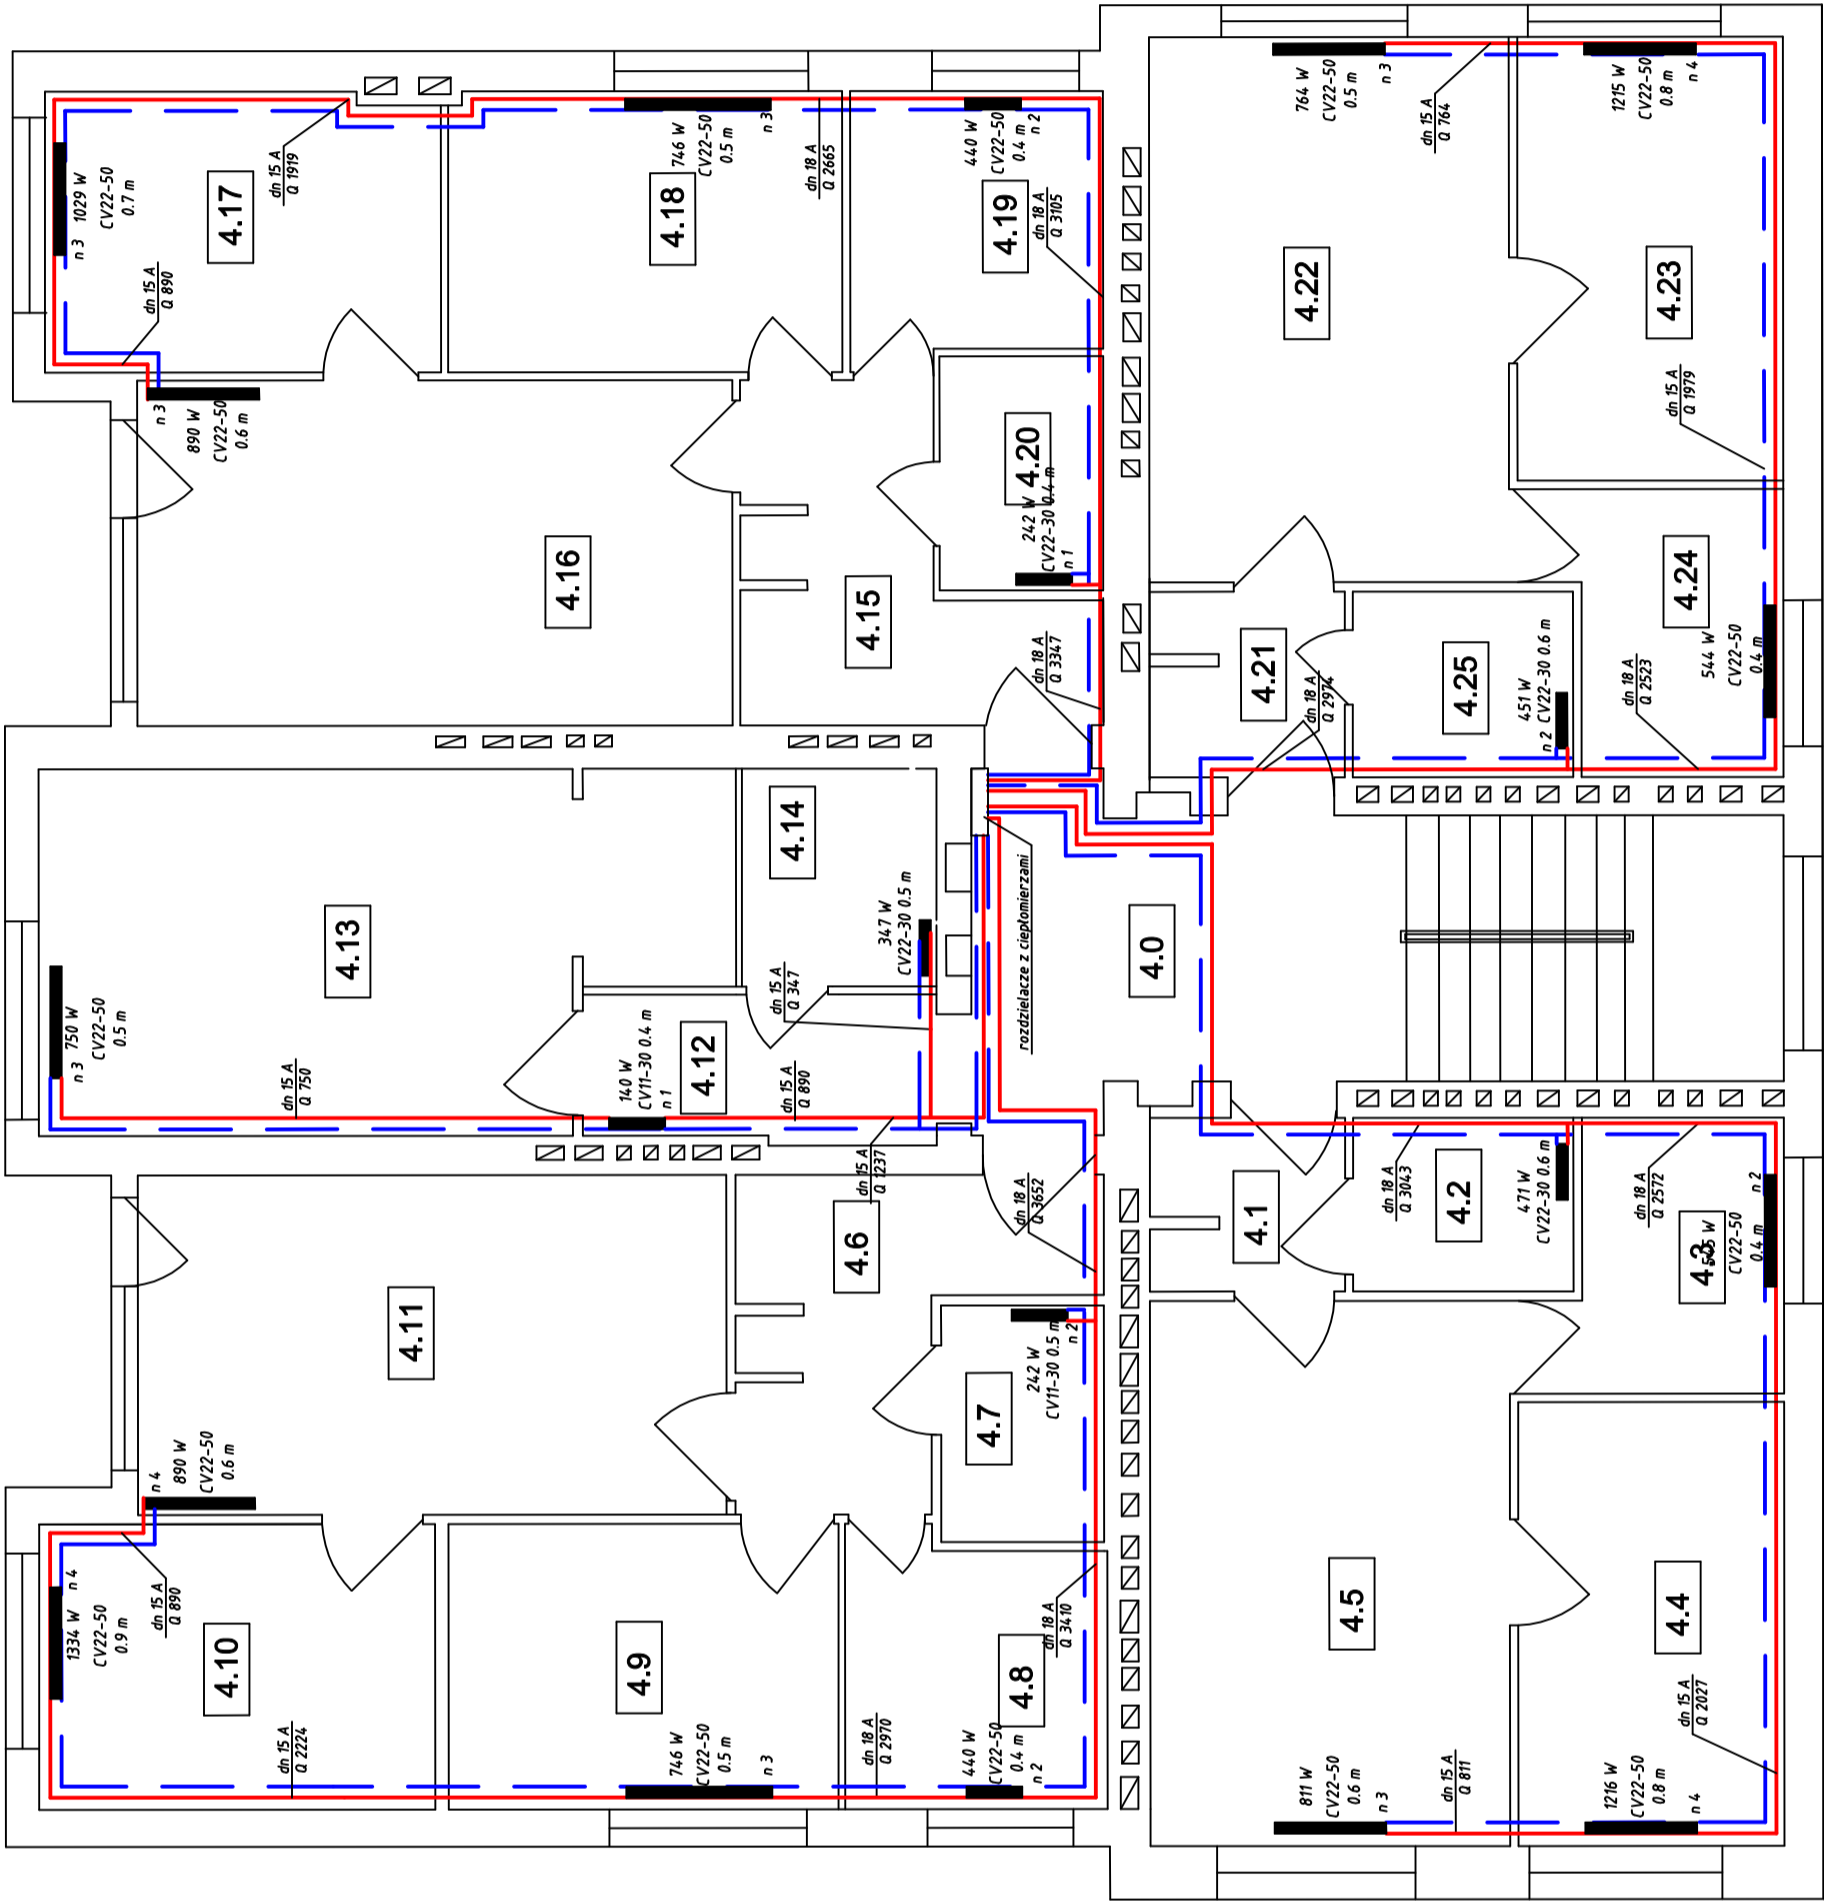 1029 W
CV22-50
0.7 m
n 3
4.17
dn 15 A
Q 1919
dn 15 A
Q 890
n 3
890 W
CV22-50
0.6 m
746 W
CV22-50
0.5 m
n 3
4.18
dn 18 A
Q 2665
440 W
CV22-50
0.4 m
n 2
4.19
dn 18 A
Q 3105
764 W
CV22-50
0.5 m
n 3
dn 15 A
Q 764
1215 W
CV22-50
0.8 m
n 4
4.22
4.23
dn 15 A
Q 1979
4.16
4.15
4.20
242 W
CV22-30 0.4 m
n 1
dn 18 A
Q 3347
4.21
dn 18 A
Q 2974
4.25
451 W
CV22-30 0.6 m
n 2
dn 18 A
Q 2523
4.24
544 W
CV22-50
0.4 m
4.13
750 W
CV22-50
0.5 m
n 3
dn 15 A
Q 750
4.14
347 W
CV22-30 0.5 m
dn 15 A
Q 347
4.12
140 W
CV11-30 0.4 m
n 1
dn 15 A
Q 890
rozdzielacze z ciepłomierzami
4.0
dn 15 A
Q 1237
4.6
dn 18 A
Q 3652
4.1
dn 18 A
Q 3043
4.2
471 W
CV22-30 0.6 m
dn 18 A
Q 2572
4.3
CV22-50
0.4 m
n 2
4.11
n 4
890 W
CV22-50
0.6 m
4.7
242 W
CV11-30 0.5 m
n 2
1334 W
CV22-50
0.9 m
n 4
dn 15 A
Q 890
4.10
dn 15 A
Q 2224
4.9
746 W
CV22-50
0.5 m
n 3
dn 18 A
Q 2970
4.8
440 W
CV22-50
0.4 m
n 2
dn 18 A
Q 3410
4.5
811 W
CV22-50
0.6 m
n 3
dn 15 A
Q 811
4.4
1216 W
CV22-50
0.8 m
n 4
dn 15 A
Q 2027